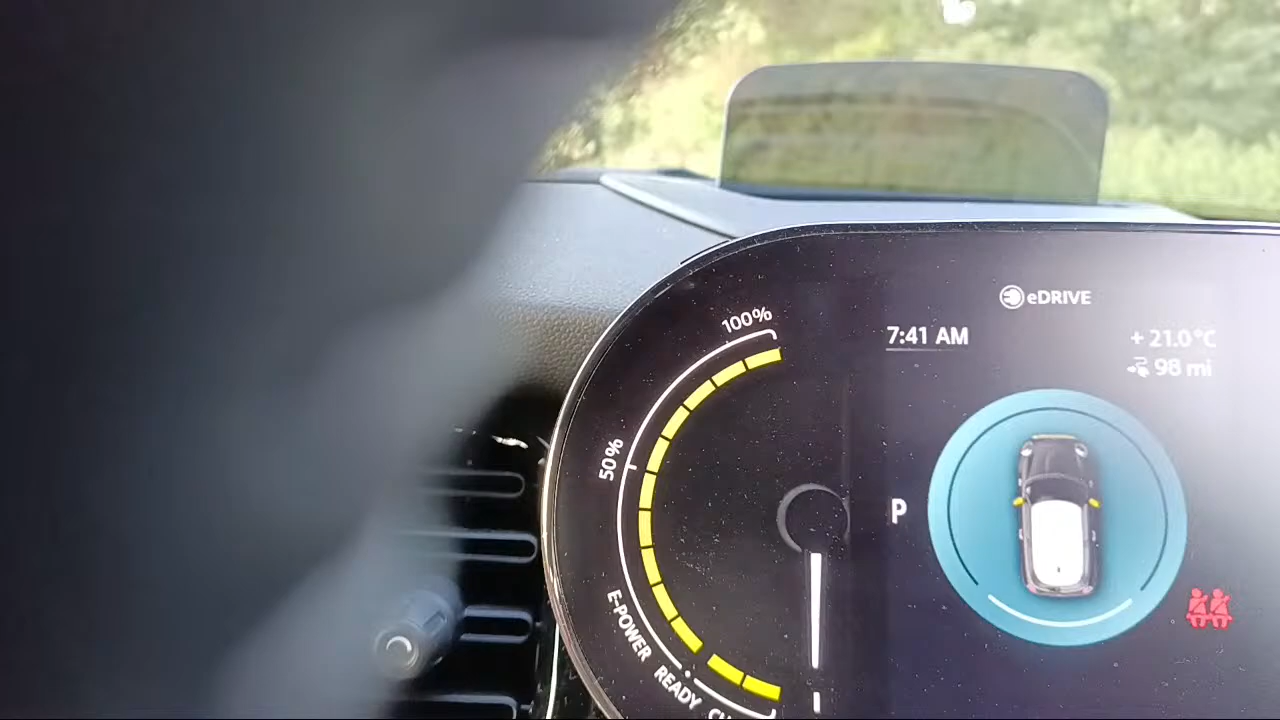 eDRIVE
100%
7:41 AM
+ 21.0°C
98 mi
50%
P
E-POWER
READY